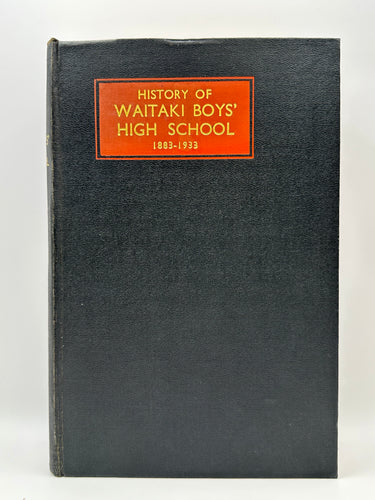 HISTORY OF
WAITAKI BOYS'
HIGH SCHOOL
1883-1933